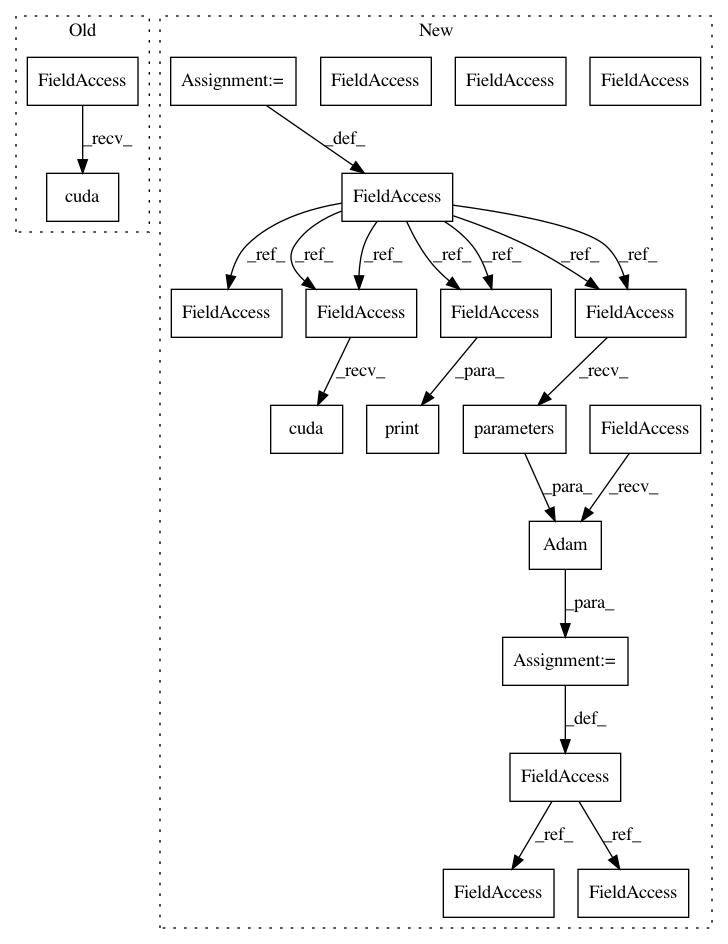 Old
New
FieldAccess
Assignment:=
FieldAccess
FieldAccess
FieldAccess
_recv_
_def_
cuda
FieldAccess
_ref_
_ref_
_ref_
_ref_
_ref_
_ref_
_ref_
FieldAccess
FieldAccess
FieldAccess
FieldAccess
_recv_
_para_
_recv_
cuda
print
parameters
FieldAccess
_para_
_recv_
Adam
_para_
Assignment:=
_def_
FieldAccess
_ref_
_ref_
FieldAccess
FieldAccess